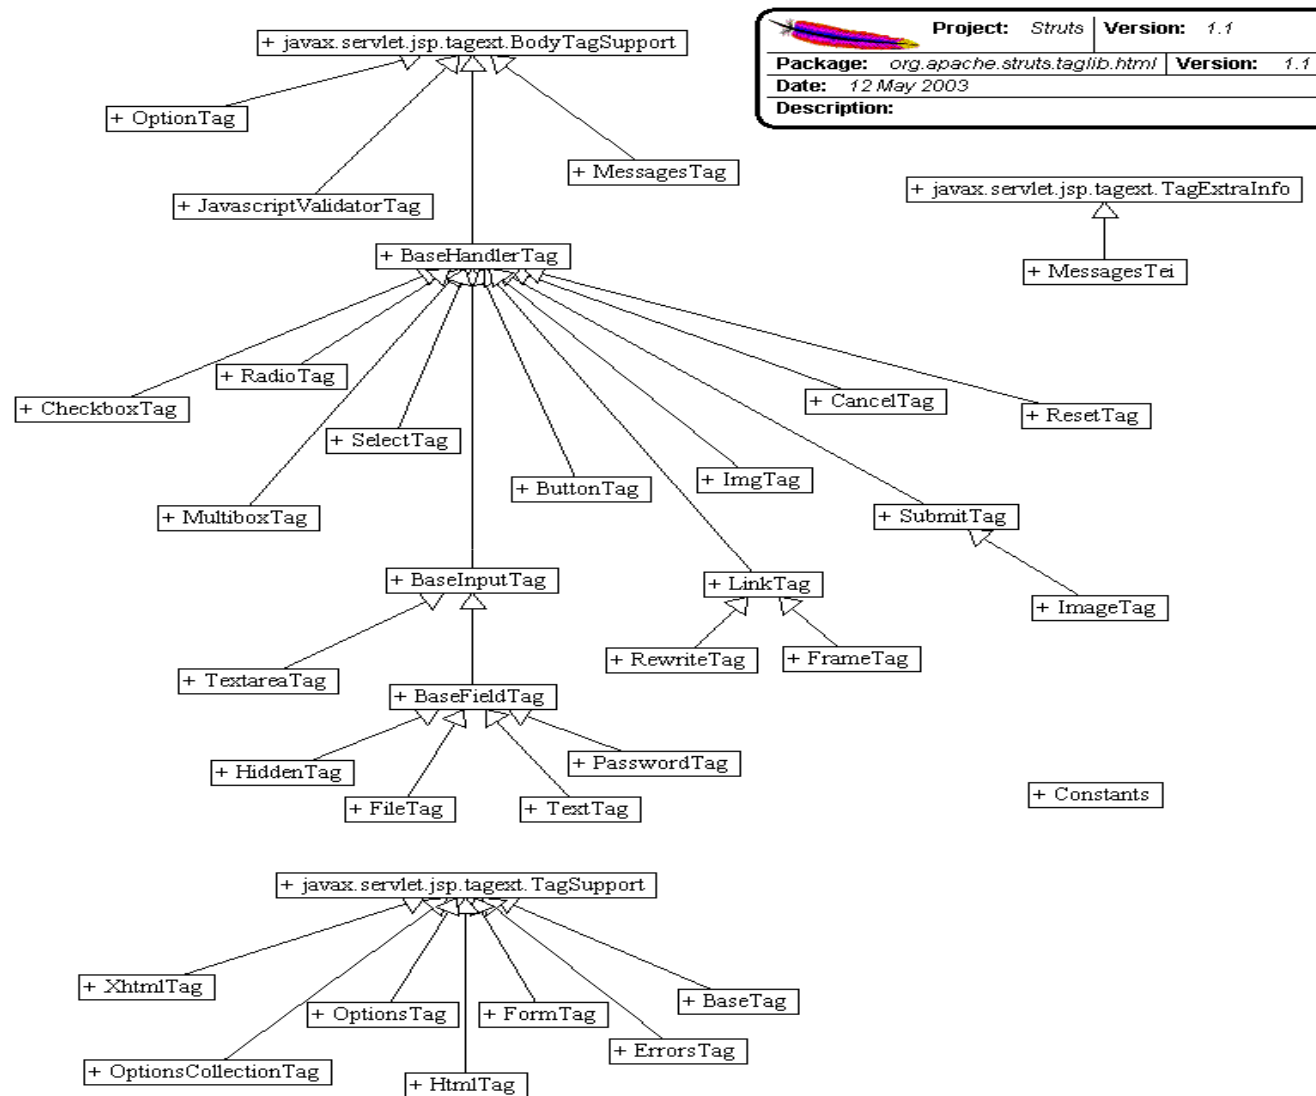 Project: Struts Version: 1.1
Package: org.apache.struts.taglib.html Version: 1.1
Date: 12 May 2003
Description:
+ javax.servlet.jsp.tagext.BodyTagSupport
+ OptionTag
+ MessagesTag
+ JavascriptValidatorTag
+ javax.servlet.jsp.tagext.TagExtraInfo
+ BaseHandlerTag
+ MessagesTei
+ RadioTag
+ CheckboxTag
+ CancelTag
+ ResetTag
+ SelectTag
+ ImgTag
+ ButtonTag
+ MultiboxTag
+ SubmitTag
+ BaseInputTag
+ LinkTag
+ ImageTag
+ RewriteTag
+ FrameTag
+ TextareaTag
+ BaseFieldTag
+ PasswordTag
+ HiddenTag
+ FileTag
+ TextTag
+ Constants
+ javax.servlet.jsp.tagext.TagSupport
+ XhtmlTag
+ BaseTag
+ OptionsTag
+ FormTag
+ ErrorsTag
+ OptionsCollectionTag
+ HtmlTag